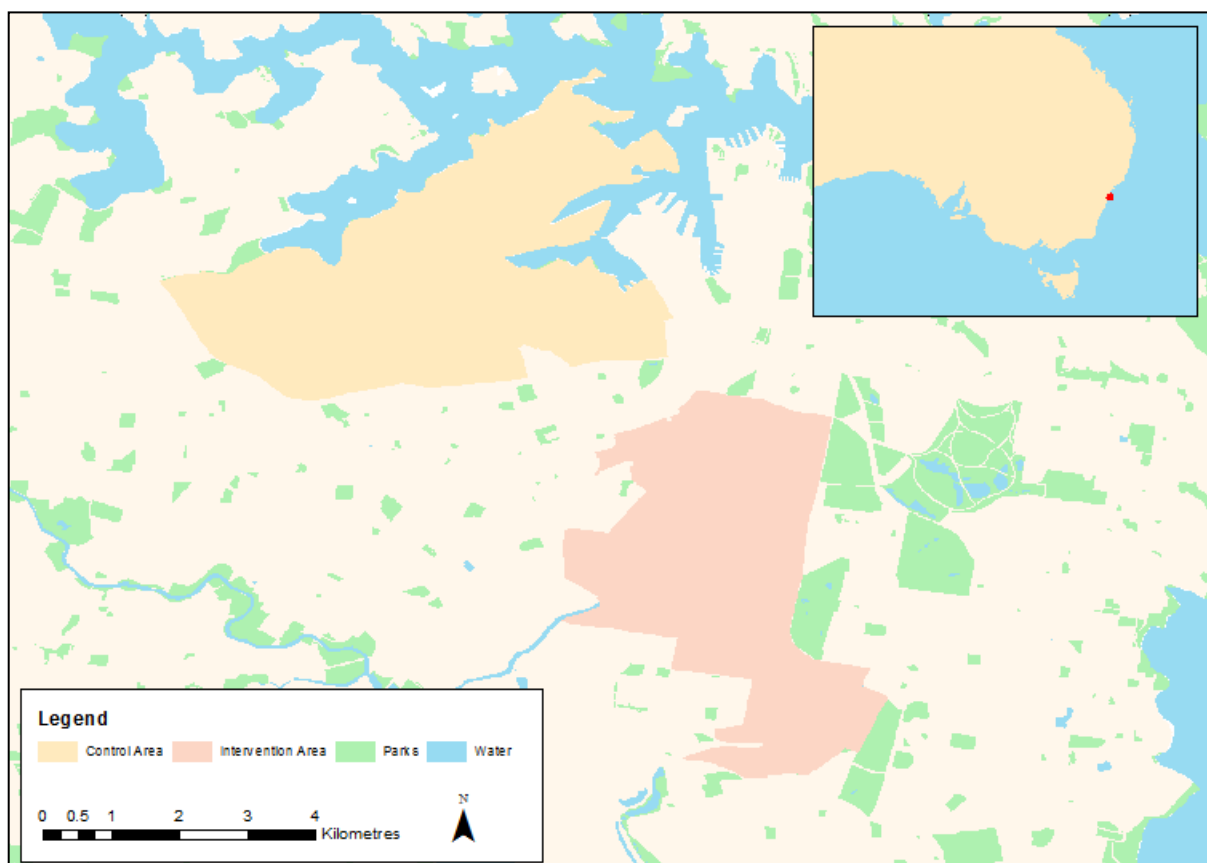 Legend
Control Area Intervention Area Parks Water
N
0 0.5 1 2 3 4
Kilometres